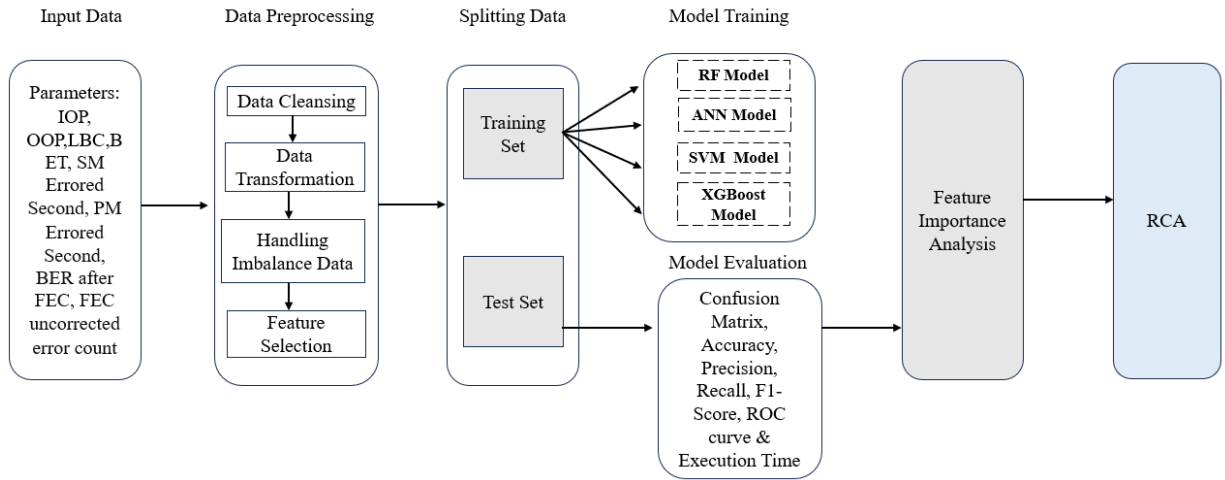 Input Data
Data Preprocessing
Splitting Data
Model Training
Parameters:
IOP,
OOP,LBC,B
ET, SM
Errored
Second, PM
Errored
Second,
BER after
FEC, FEC
uncorrected
error count
Data Cleansing
Data
Transformation
Handling
Imbalance Data
Feature
Selection
Training
Set
Test Set
RF Model
ANN Model
SVM Model
XGBoost
Model
Model Evaluation
Confusion
Matrix,
Accuracy,
Precision,
Recall, F1-
Score, ROC
curve &
Execution Time
Feature
Importance
Analysis
RCA